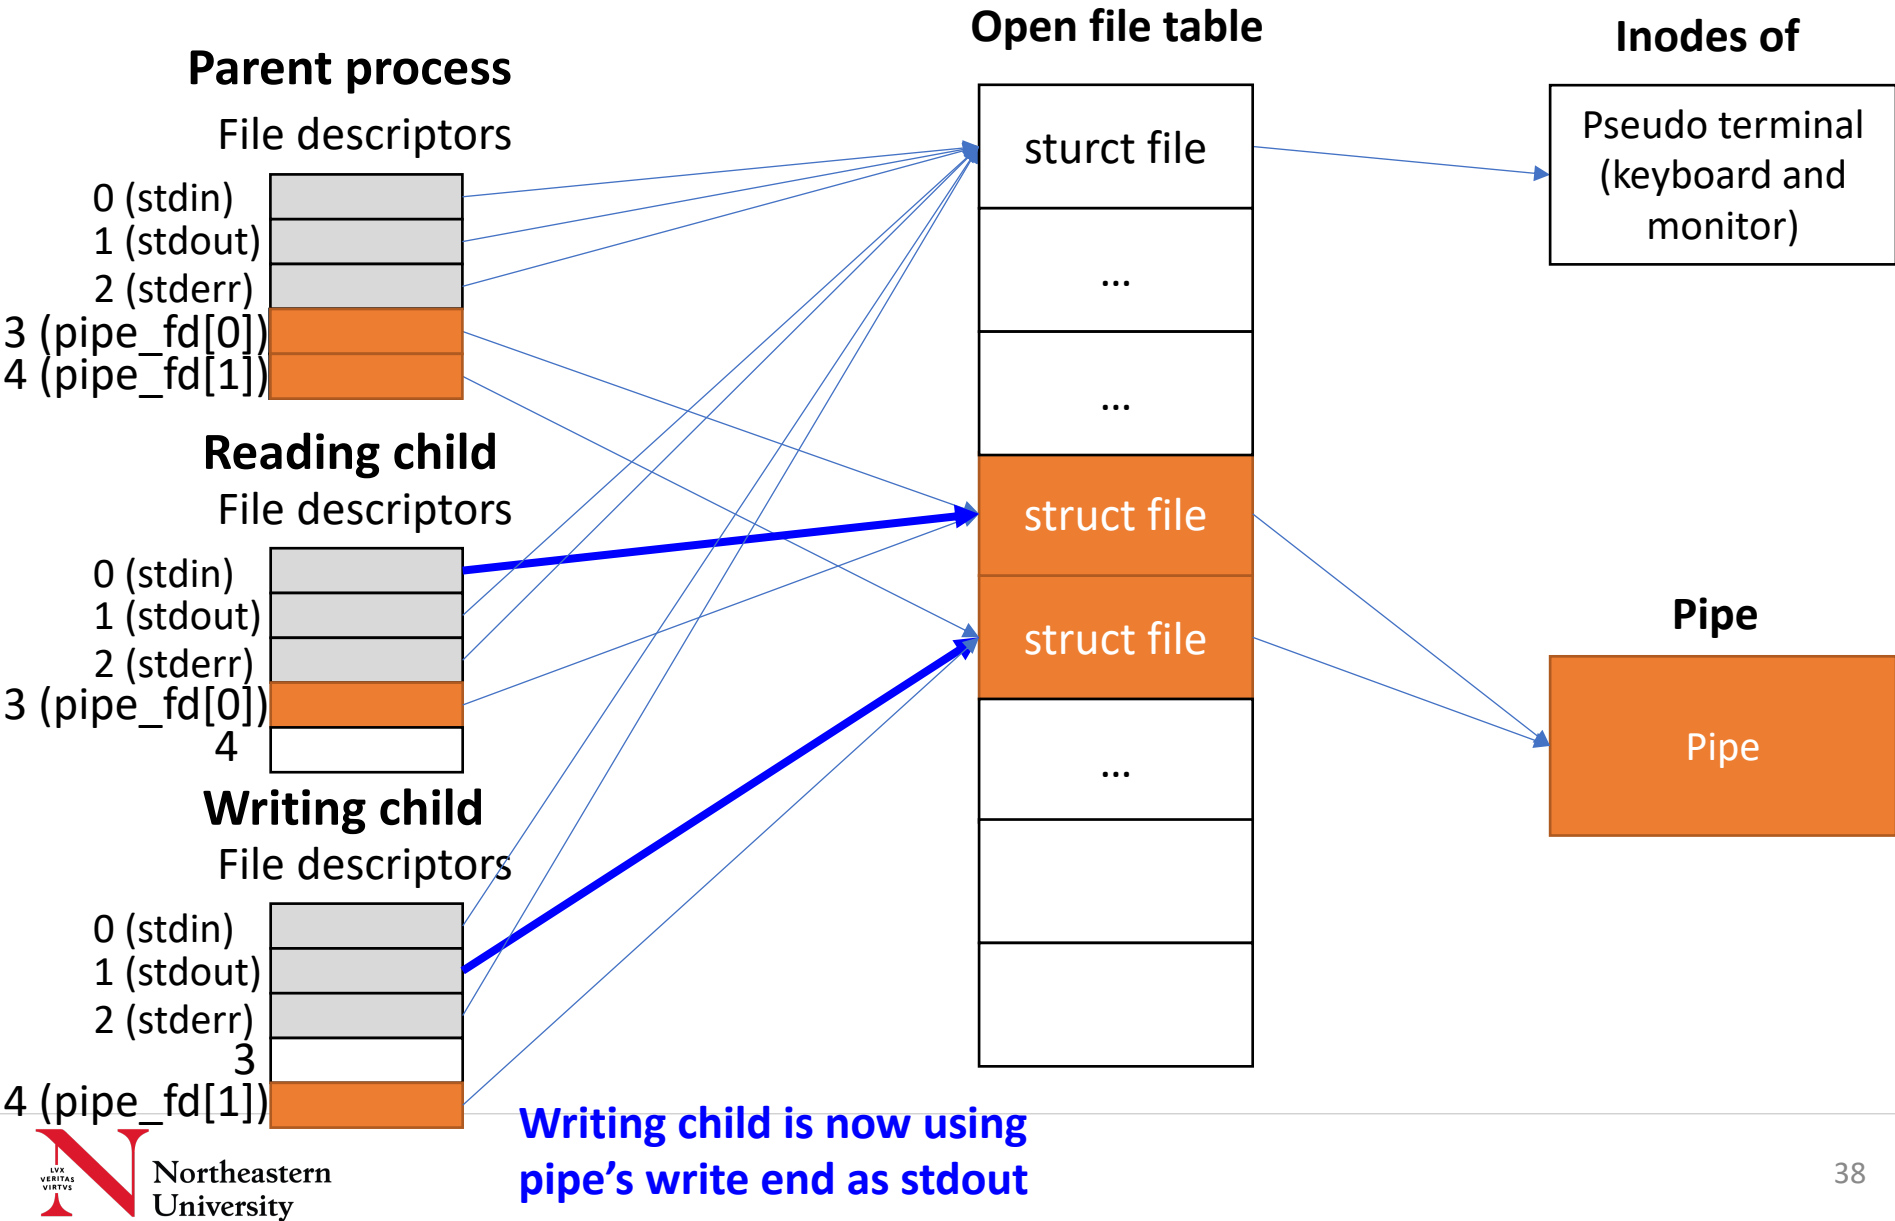 Parent process
File descriptors
0 (stdin)
1 (stdout)
2 (stderr)
3 (pipe_fd[0])
4 (pipe_fd[1])
Reading child
File descriptors
0 (stdin)
1 (stdout)
2 (stderr)
3 (pipe_fd[0])
4
Writing child
File descriptors
0 (stdin)
1 (stdout)
2 (stderr)
3
4 (pipe_fd[1])
Open file table
sturct file
...
...
struct file
struct file
...
Inodes of
Pseudo terminal
(keyboard and
monitor)
Pipe
Pipe
Writing child is now using
pipe’s write end as stdout
LVX
VERITAS
VIRTVS
Northeastern
University
38